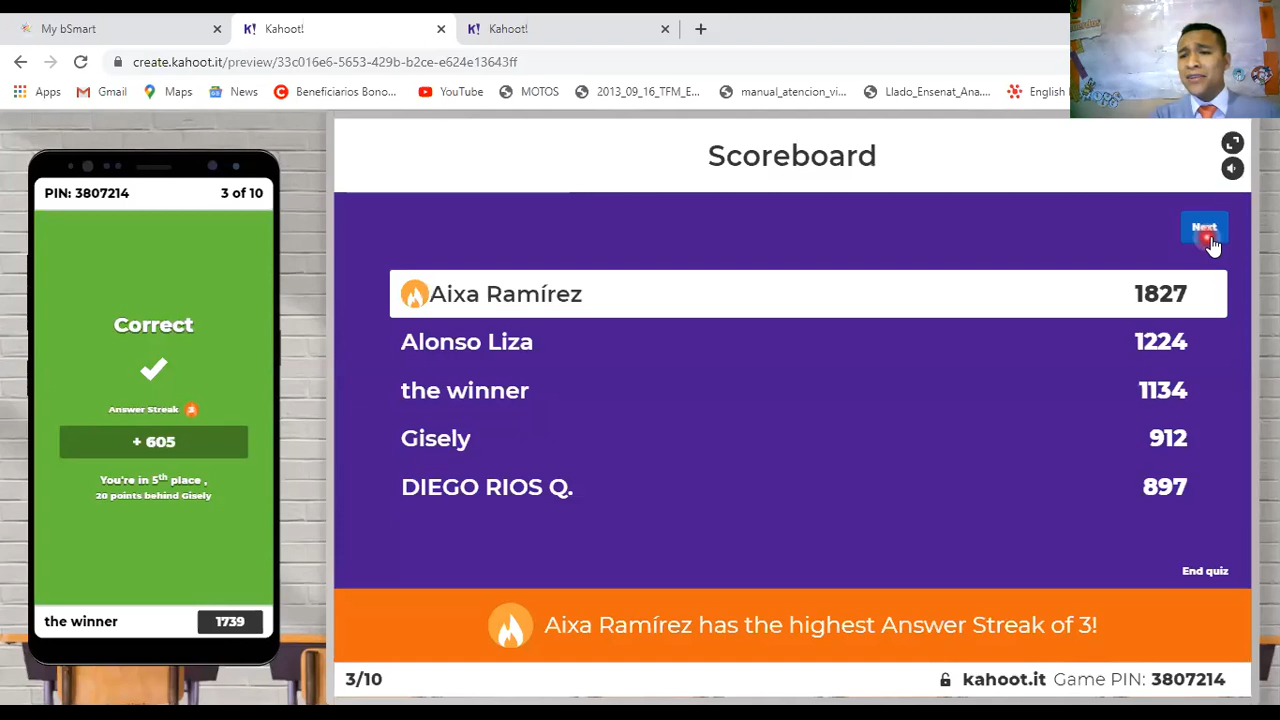 My bSmart
K! Kahoot!
K! Kahoot!
create.kahoot.it/preview/33c016e6-5653-429b-b2ce-e624e13643ff
Apps
Gmail
Maps
News
Beneficiarios Bono...
YouTube
MOTOS
2013_09_16_TFM_E...
manual_atencion_vi...
Llado_Ensenat_Ana....
English
PIN: 3807214
3 of 10
Correct
Answer Streak 3
+ 605
You're in 5th place ,
20 points behind Gisely
the winner
1739
Scoreboard
Next
Aixa Ramírez 1827
Alonso Liza 1224
the winner 1134
Gisely 912
DIEGO RIOS Q. 897
End quiz
Aixa Ramírez has the highest Answer Streak of 3!
3/10
kahoot.it Game PIN: 3807214